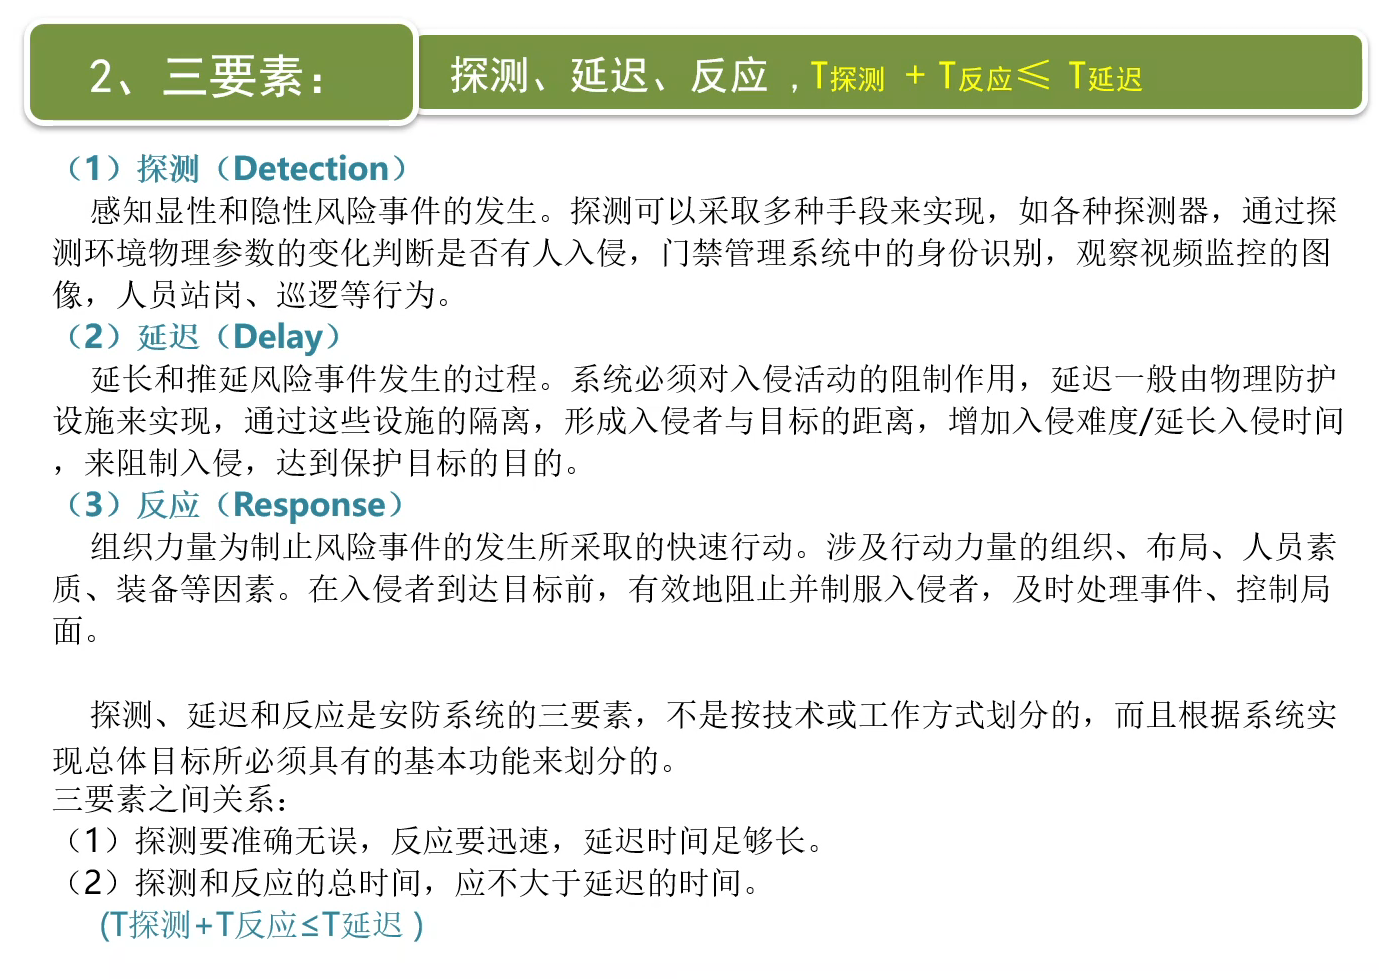 2、三要素：
探测、延迟、反应 , T探测 + T反应≤ T延迟
（1）探测（Detection）
感知显性和隐性风险事件的发生。探测可以采取多种手段来实现，如各种探测器，通过探
测环境物理参数的变化判断是否有人入侵，门禁管理系统中的身份识别，观察视频监控的图
像，人员站岗、巡逻等行为。
（2）延迟（Delay）
延长和推延风险事件发生的过程。系统必须对入侵活动的阻制作用，延迟一般由物理防护
设施来实现，通过这些设施的隔离，形成入侵者与目标的距离，增加入侵难度/延长入侵时间
，来阻制入侵，达到保护目标的目的。
（3）反应（Response）
组织力量为制止风险事件的发生所采取的快速行动。涉及行动力量的组织、布局、人员素
质、装备等因素。在入侵者到达目标前，有效地阻止并制服入侵者，及时处理事件、控制局
面。
探测、延迟和反应是安防系统的三要素，不是按技术或工作方式划分的，而且根据系统实
现总体目标所必须具有的基本功能来划分的。
三要素之间关系：
（1）探测要准确无误，反应要迅速，延迟时间足够长。
（2）探测和反应的总时间，应不大于延迟的时间。
(T探测+T反应≤T延迟 )